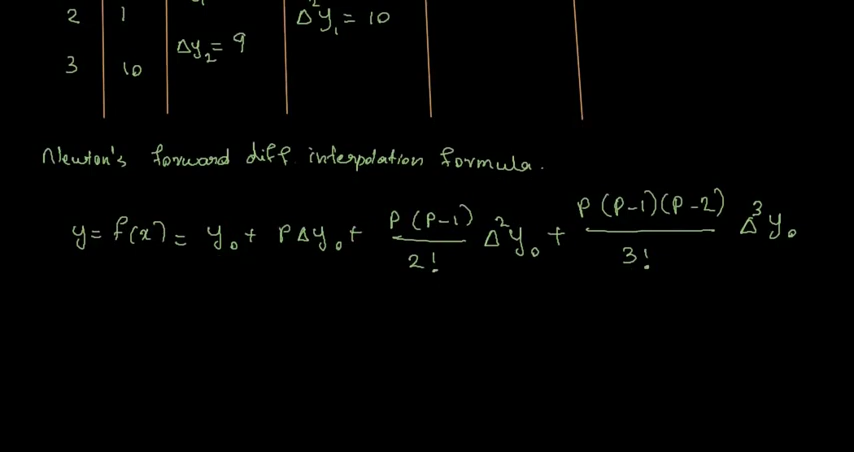 2 1 Δ²y₁ = 10
Δy₂ = 9
3 10
Newton's forward diff. interpolation formula.
y = f(x) = y₀ + PΔy₀ + P(P-1)/2! Δ²y₀ + P(P-1)(P-2)/3! Δ³y₀